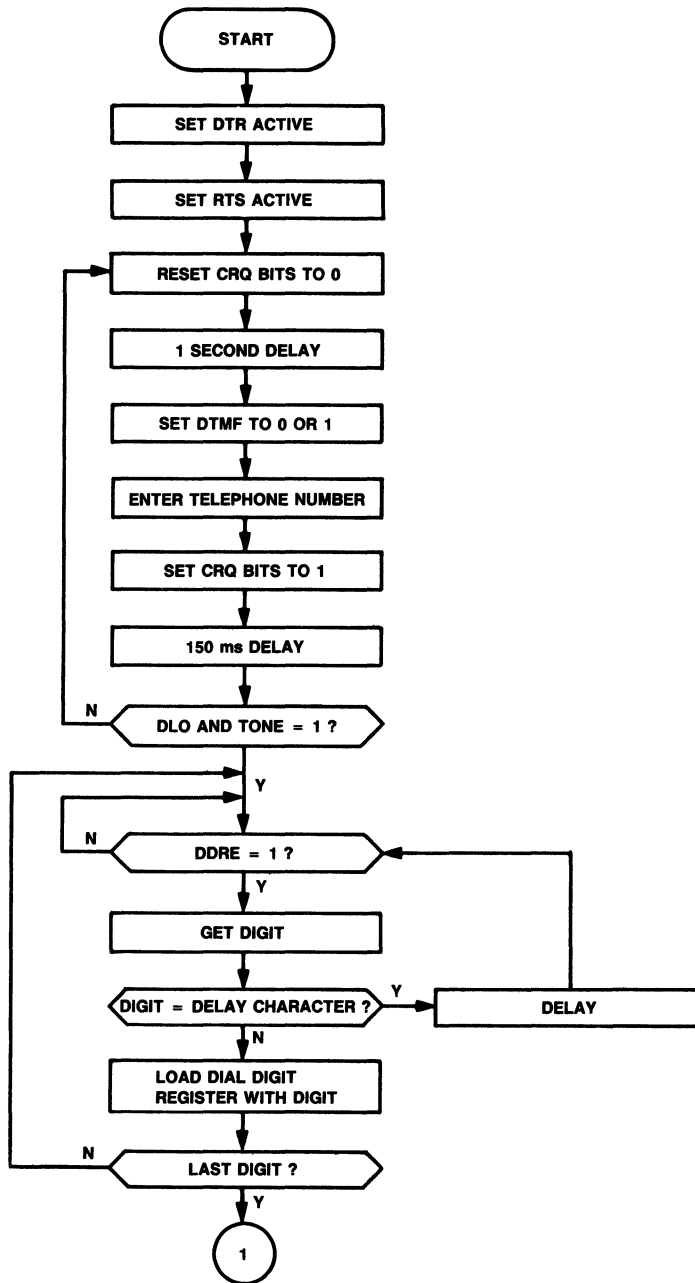 START
SET DTR ACTIVE
SET RTS ACTIVE
RESET CRQ BITS TO 0
1 SECOND DELAY
SET DTMF TO 0 OR 1
ENTER TELEPHONE NUMBER
SET CRQ BITS TO 1
150 ms DELAY
N
DLO AND TONE = 1 ?
Y
N
DDRE = 1 ?
Y
GET DIGIT
DIGIT = DELAY CHARACTER ?
Y
DELAY
N
LOAD DIAL DIGIT
REGISTER WITH DIGIT
N
LAST DIGIT ?
Y
1